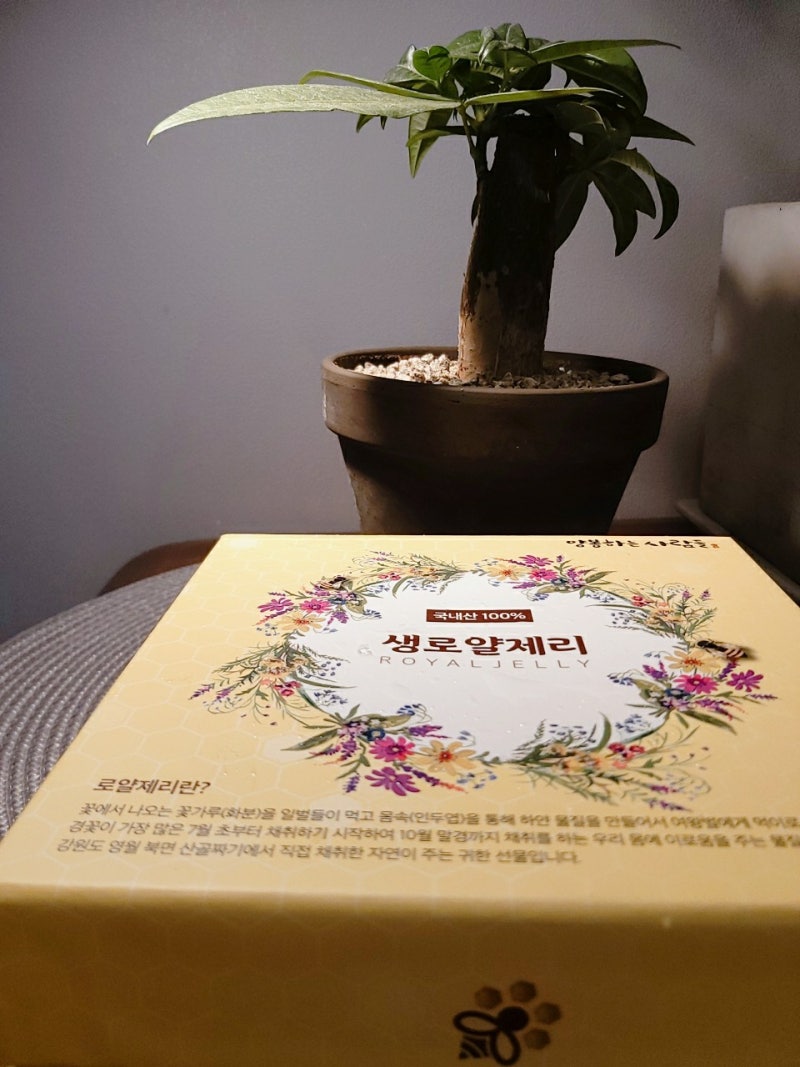 양봉하는 사람들
국내산 100%
생로얄제리
ROYALJELLY
로얄제리란?
꽃에서 나오는 꽃가루(화분)을 일벌들이 먹고 몸속(인두엽)을 통해 하얀 물질을 만들어서 여왕벌에게 먹이로
경꽃이 가장 많은 7월 초부터 채취하기 시작하여 10월 말경까지 채취를 하는 우리 몸에 이로움을 주는 물질
강원도 영월 북면 산골짜기에서 직접 채취한 자연이 주는 귀한 선물입니다.